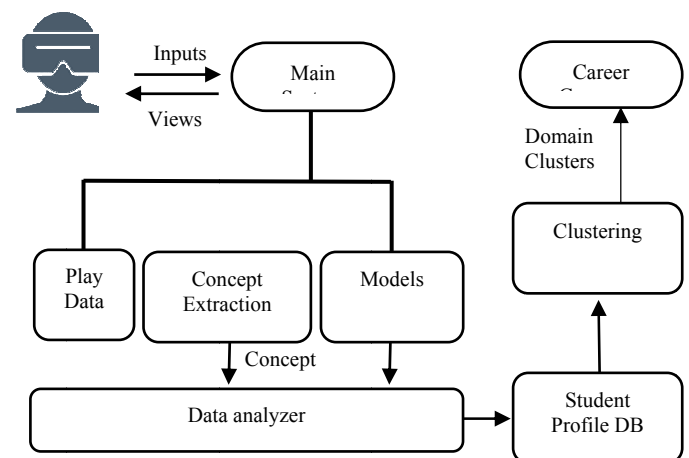 Inputs
Views
Main
Career
Domain
Clusters
Clustering
Play
Data
Concept
Extraction
Models
Concept
Data analyzer
Student
Profile DB